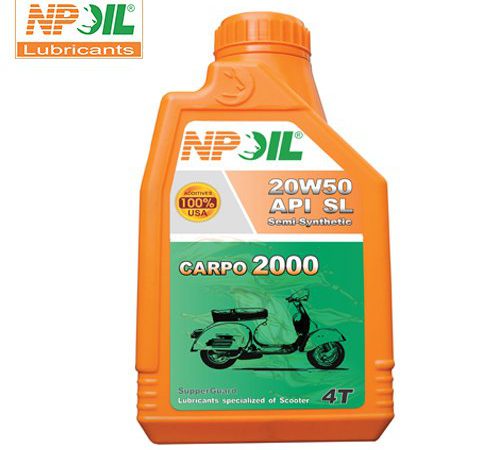 NPOIL®
Lubricants
NPOIL®
ADDITIVES
100%
USA
20W50
API SL
Semi-Synthetic
CARPO 2000
SupperGuard
Lubricants specialized of Scooter
4T